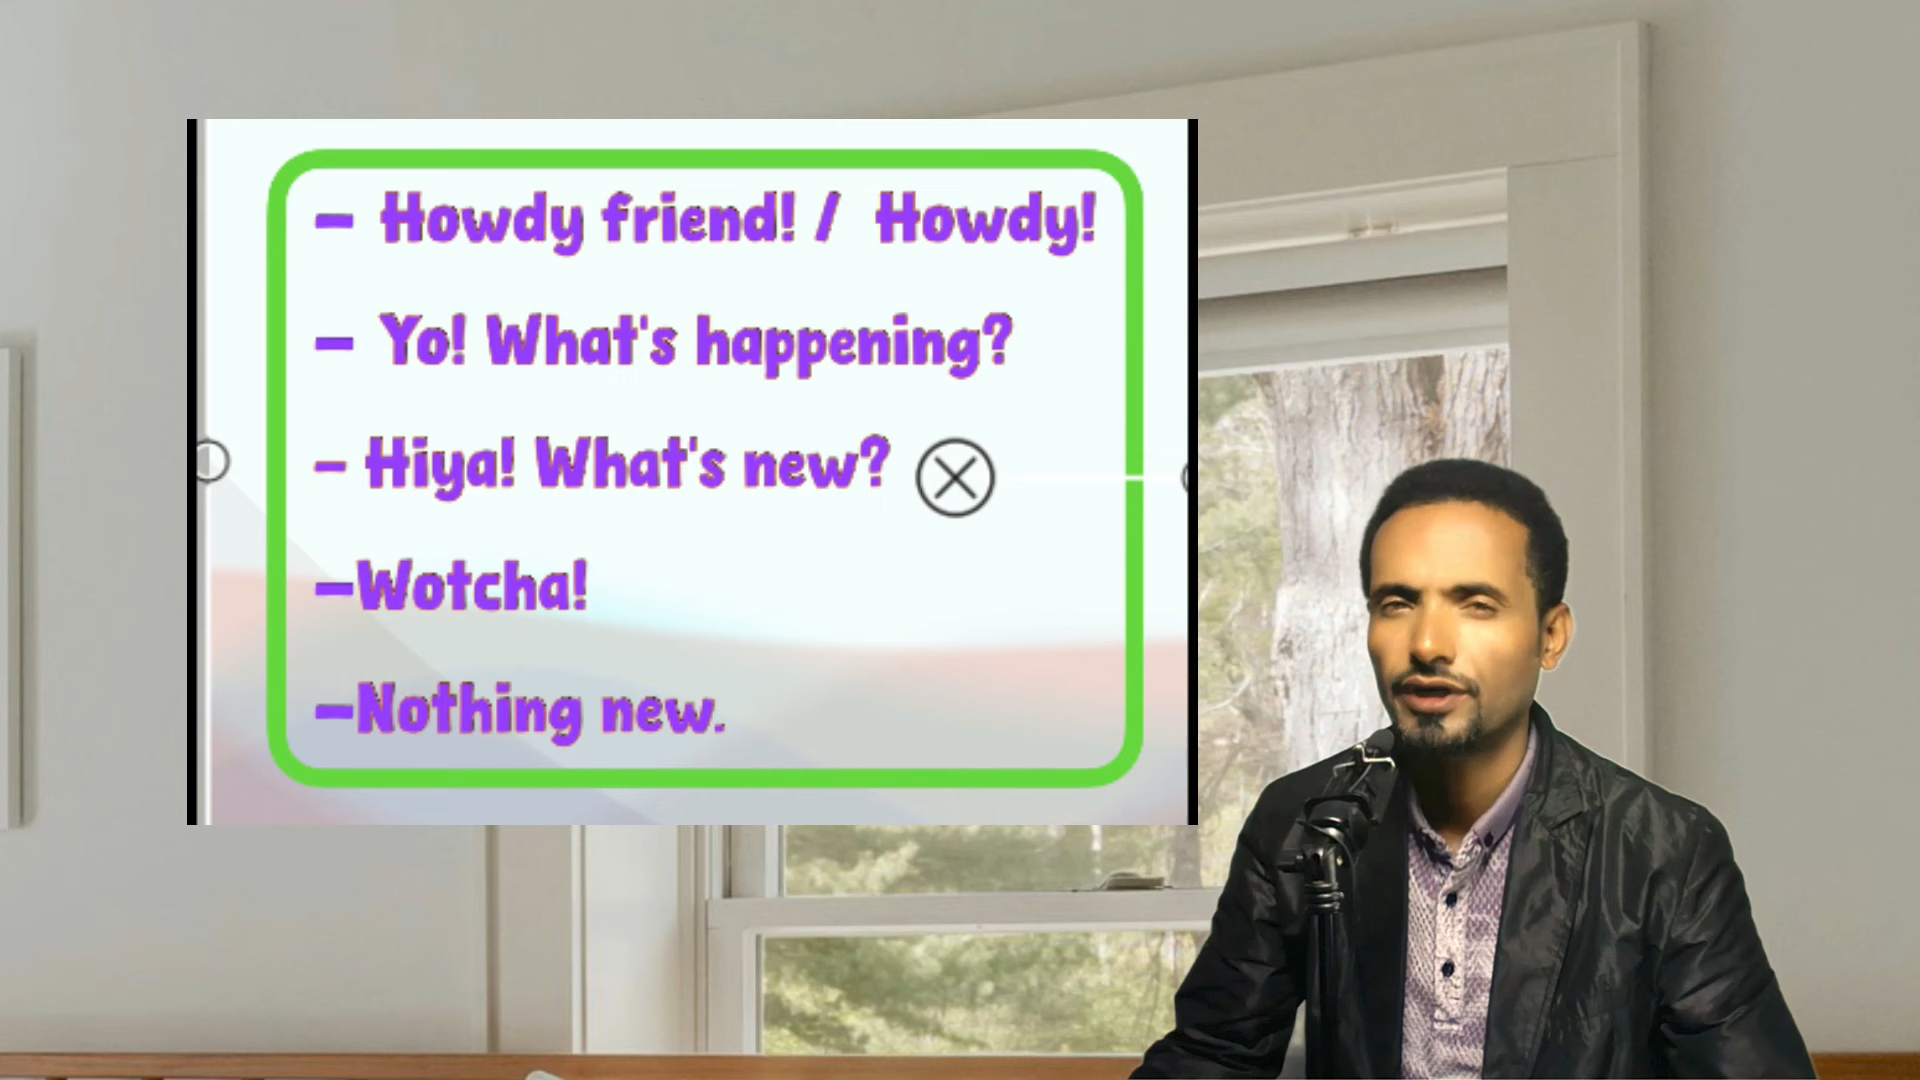 - Howdy friend! / Howdy!
- Yo! What's happening?
- Hiya! What's new?
-Wotcha!
-Nothing new.